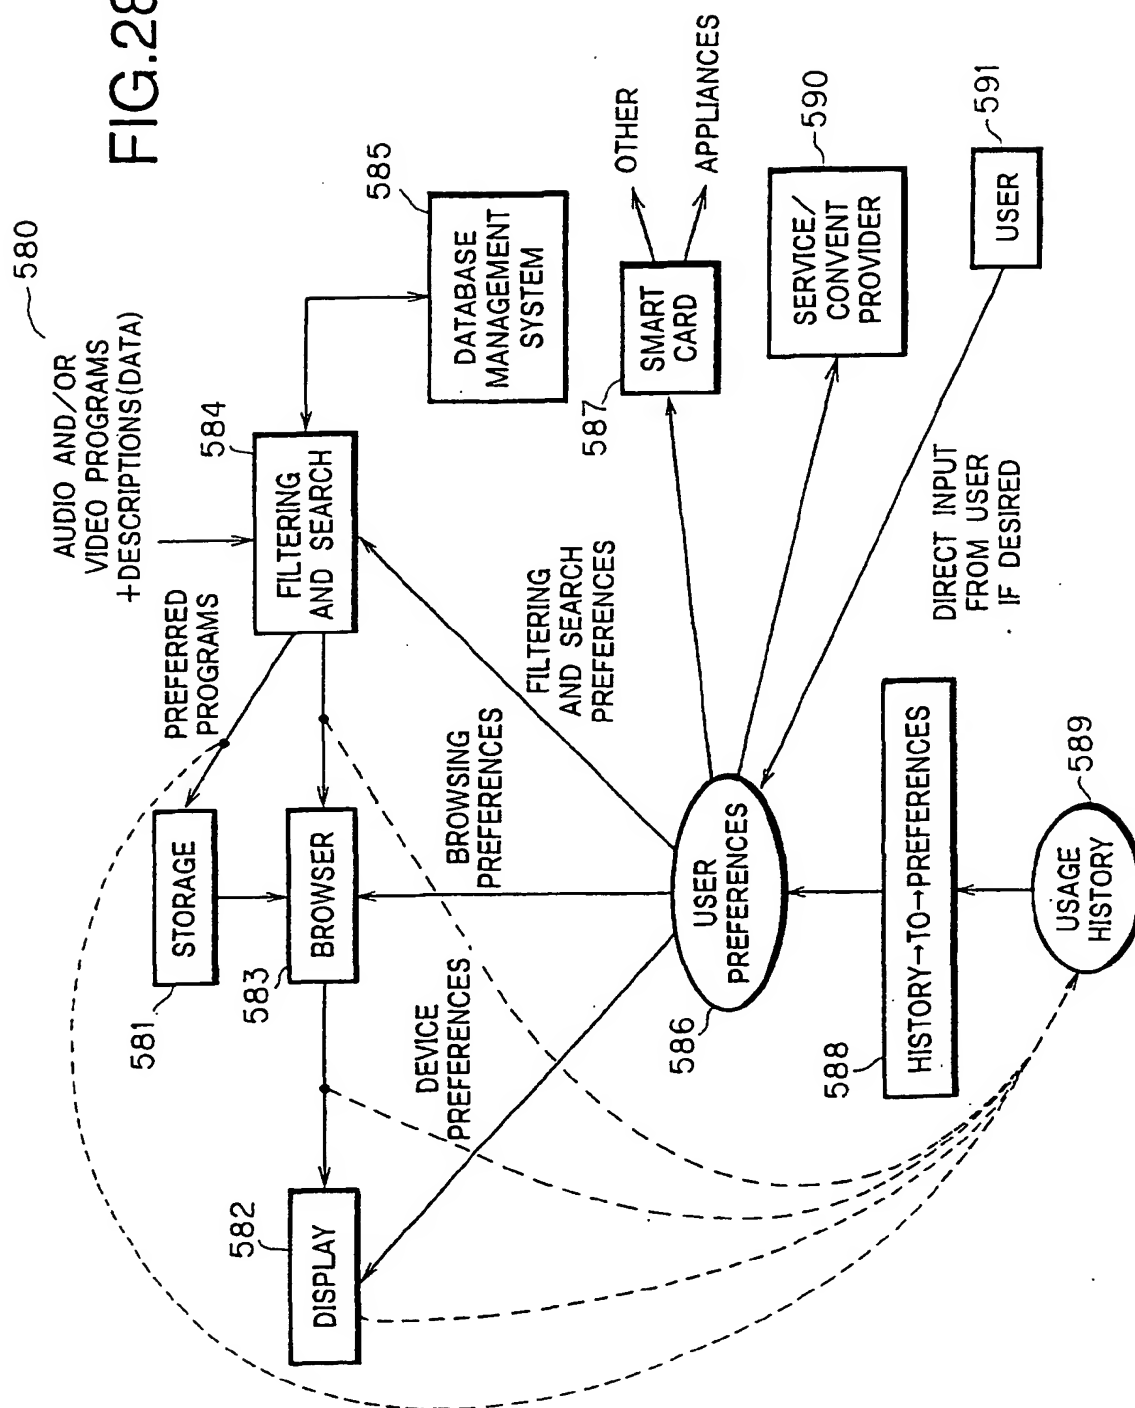 FIG.28
580
AUDIO AND/OR
VIDEO PROGRAMS
+DESCRIPTIONS(DATA)
584
FILTERING
AND SEARCH
585
DATABASE
MANAGEMENT
SYSTEM
PREFERRED
PROGRAMS
STORAGE
581
BROWSER
583
DISPLAY
582
DEVICE
PREFERENCES
BROWSING
PREFERENCES
FILTERING
AND SEARCH
PREFERENCES
USER
PREFERENCES
586
587
SMART
CARD
OTHER
APPLIANCES
SERVICE/
CONVENT
PROVIDER
590
USER
591
DIRECT INPUT
FROM USER
IF DESIRED
HISTORY→TO→PREFERENCES
588
USAGE
HISTORY
589